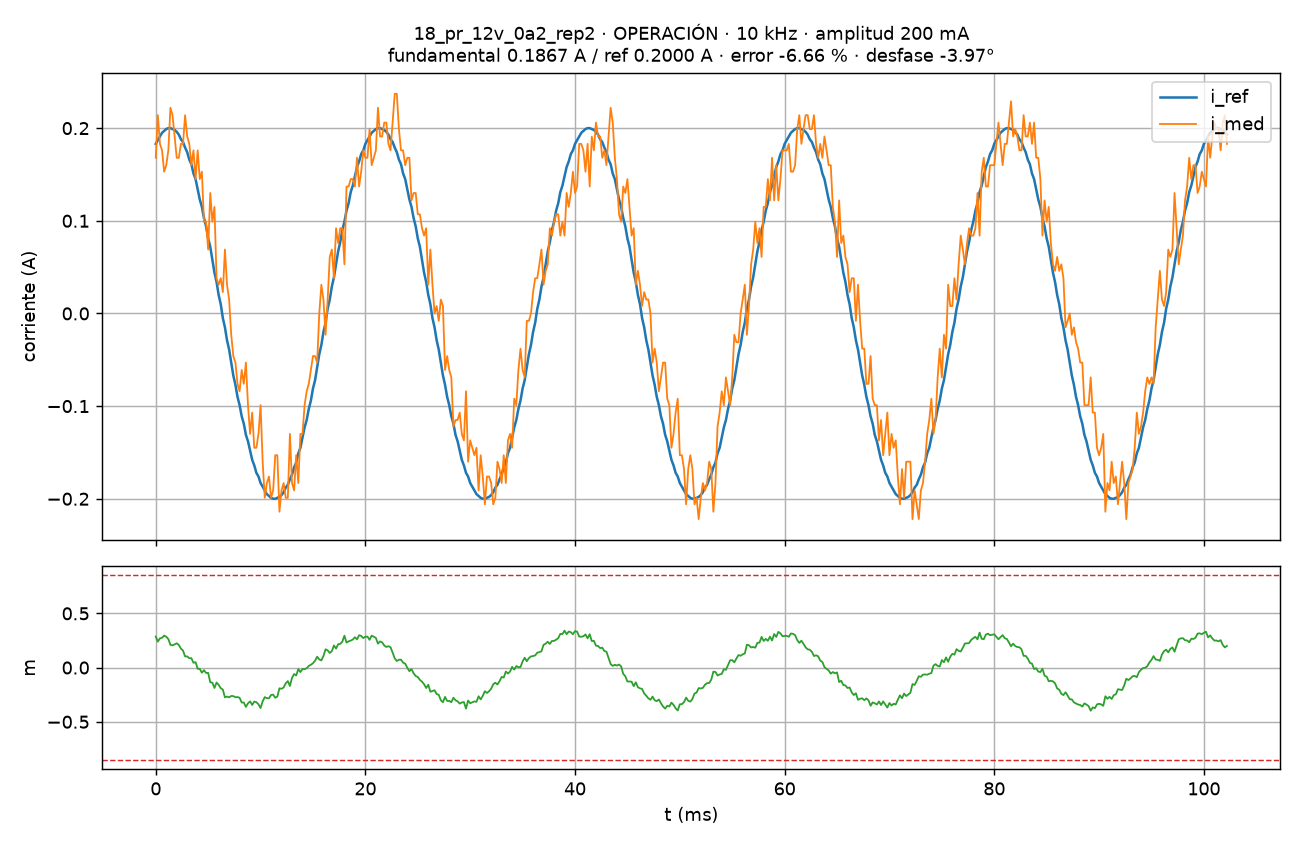 18_pr_12v_0a2_rep2 · OPERACIÓN · 10 kHz · amplitud 200 mA
fundamental 0.1867 A / ref 0.2000 A · error -6.66 % · desfase -3.97°
i_ref
i_med
corriente (A)
0.2
0.1
0.0
−0.1
−0.2
m
0.5
0.0
−0.5
0 20 40 60 80 100
t (ms)